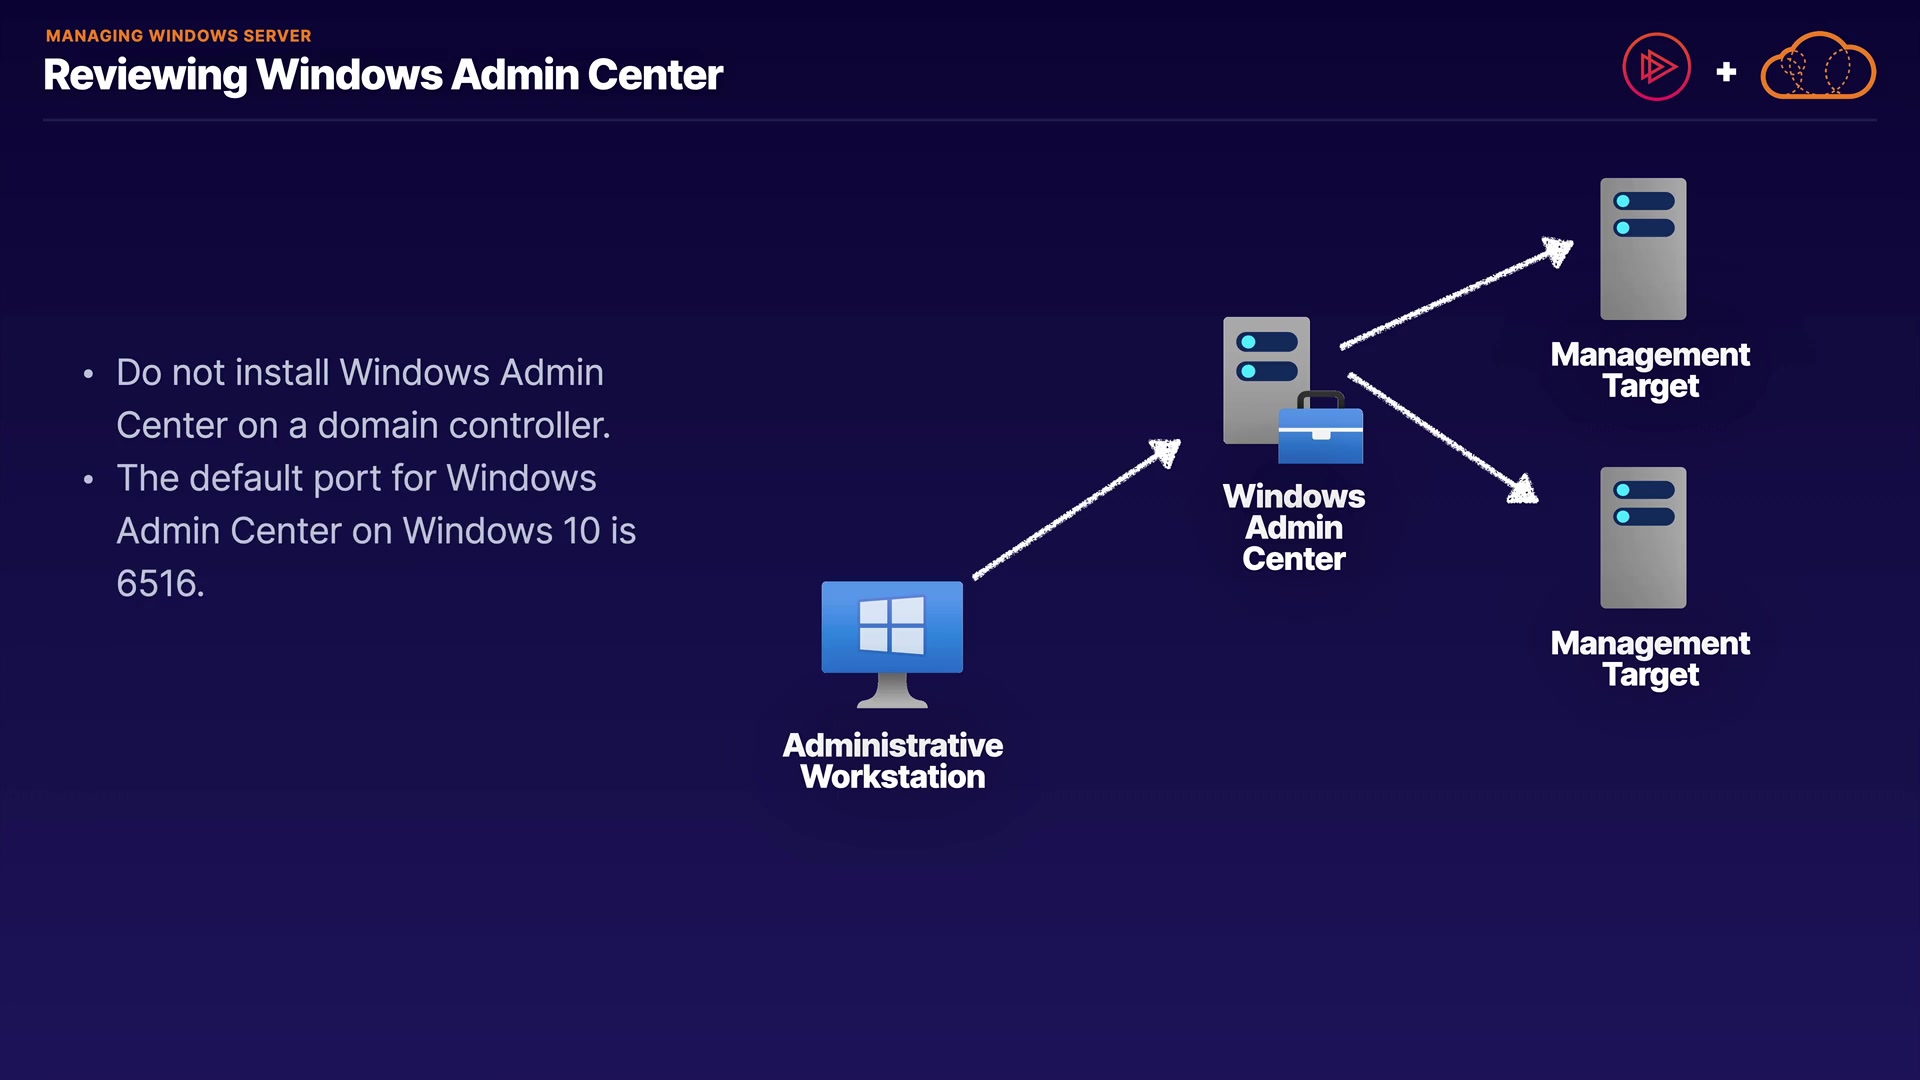 MANAGING WINDOWS SERVER
Reviewing Windows Admin Center
+
• Do not install Windows Admin
Center on a domain controller.
• The default port for Windows
Admin Center on Windows 10 is
6516.
Administrative
Workstation
Windows
Admin
Center
Management
Target
Management
Target